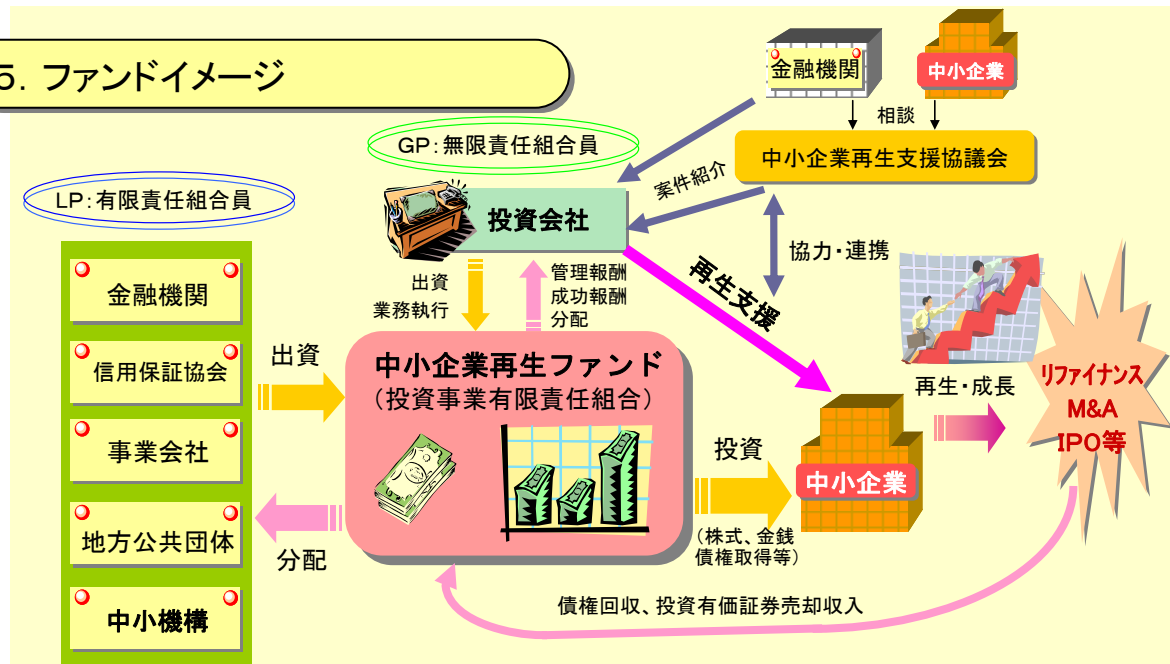 5. ファンドイメージ
金融機関
中小企業
相談
中小企業再生支援協議会
GP：無限責任組合員
案件紹介
LP：有限責任組合員
投資会社
協力・連携
再生支援
金融機関
信用保証協会
事業会社
地方公共団体
中小機構
出資
業務執行
管理報酬
成功報酬
分配
出資
分配
中小企業再生ファンド
（投資事業有限責任組合）
投資
（株式、金銭
債権取得等）
中小企業
再生・成長
リファイナンス
M&A
IPO等
債権回収、投資有価証券売却収入